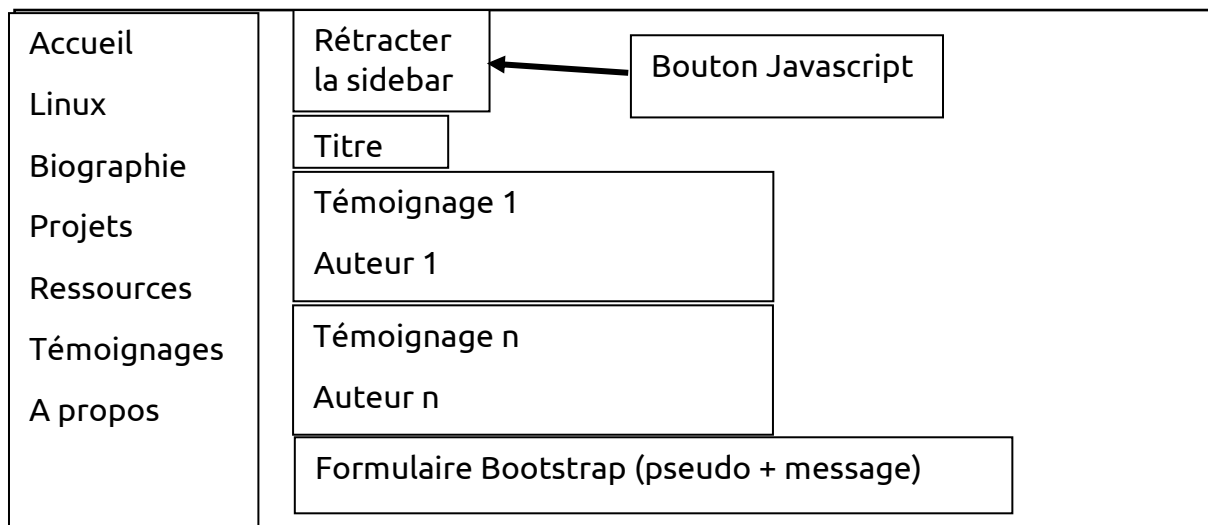 Accueil
Linux
Biographie
Projets
Ressources
Témoignages
A propos
Rétracter
la sidebar
Bouton Javascript
Titre
Témoignage 1
Auteur 1
Témoignage n
Auteur n
Formulaire Bootstrap (pseudo + message)